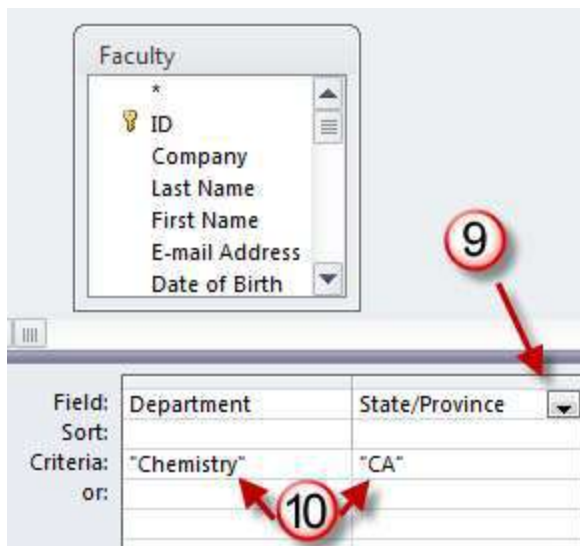 Faculty
*
ID
Company
Last Name
First Name
E-mail Address
Date of Birth
9
Field: Department State/Province
Sort:
Criteria: "Chemistry" "CA"
or:
10